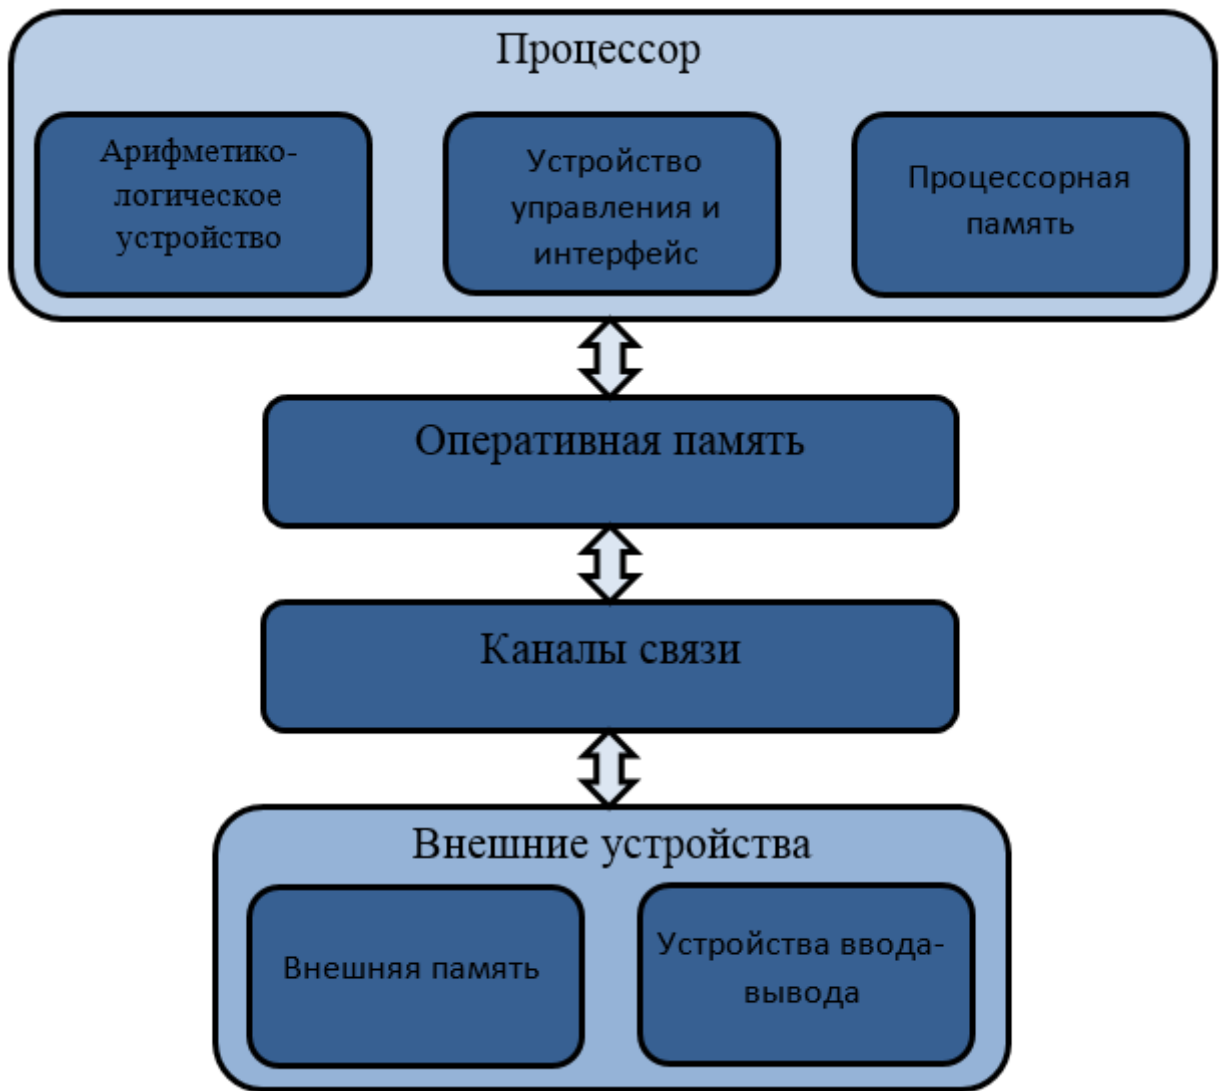 Процессор
Арифметико-
логическое
устройство
Устройство
управления и
интерфейс
Процессорная
память
Оперативная память
Каналы связи
Внешние устройства
Внешняя память
Устройства ввода-
вывода